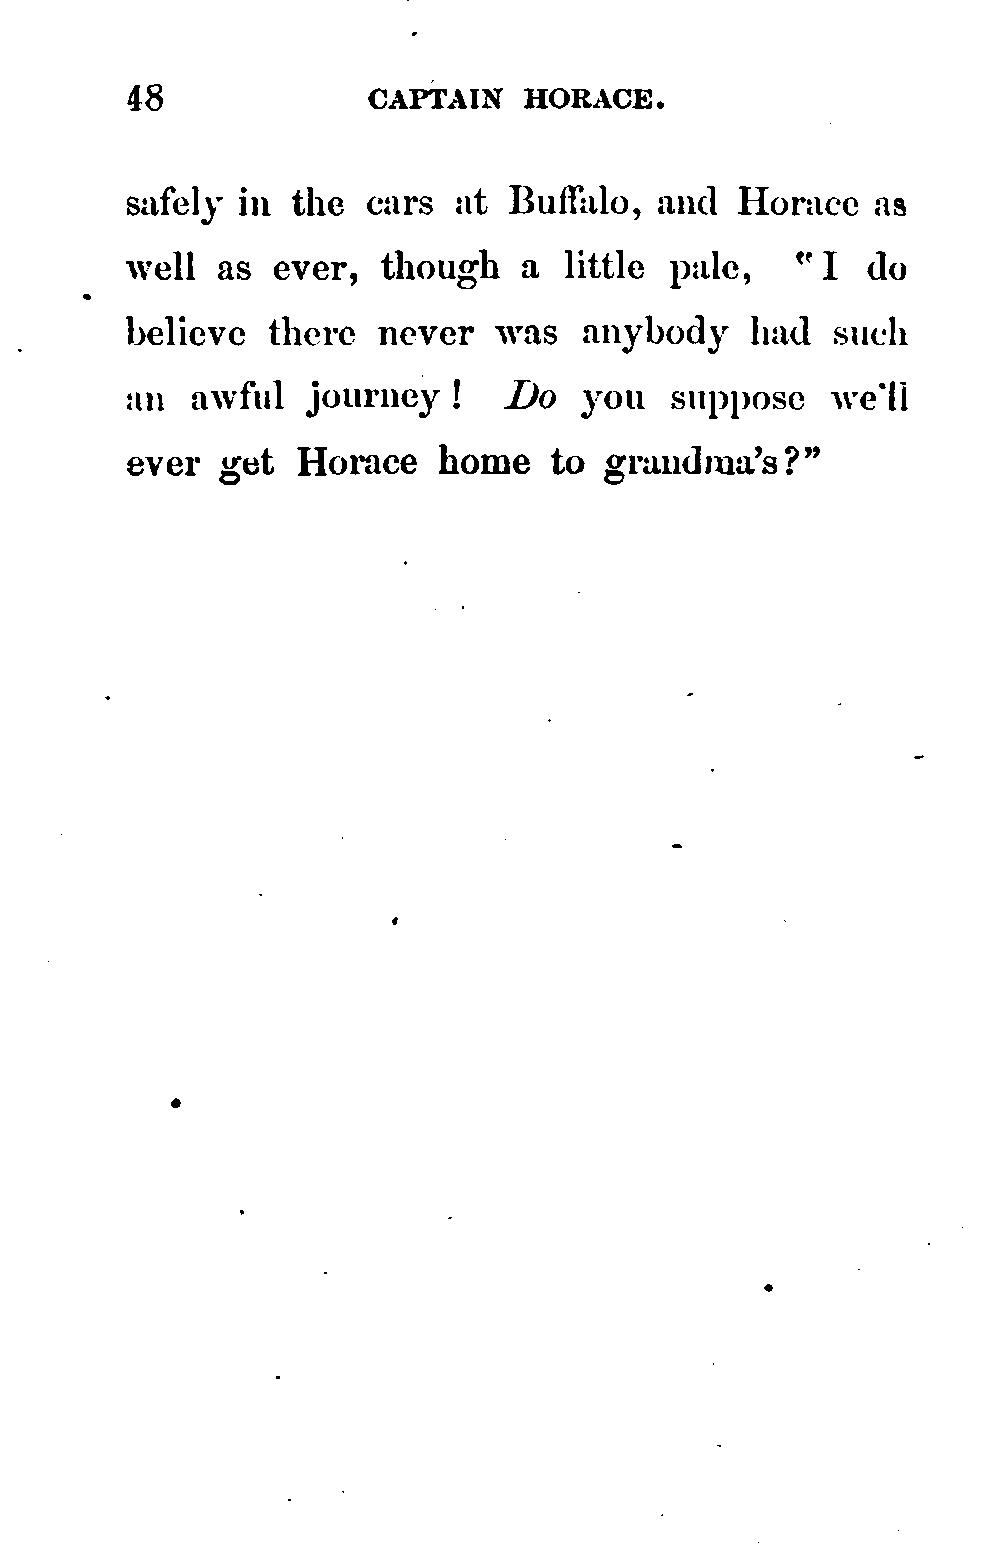 48 CAPTAIN HORACE.
safely in the cars at Buffalo, and Horace as
well as ever, though a little pale, "I do
believe there never was anybody had such
an awful journey! Do you suppose we'll
ever get Horace home to grandma's?"